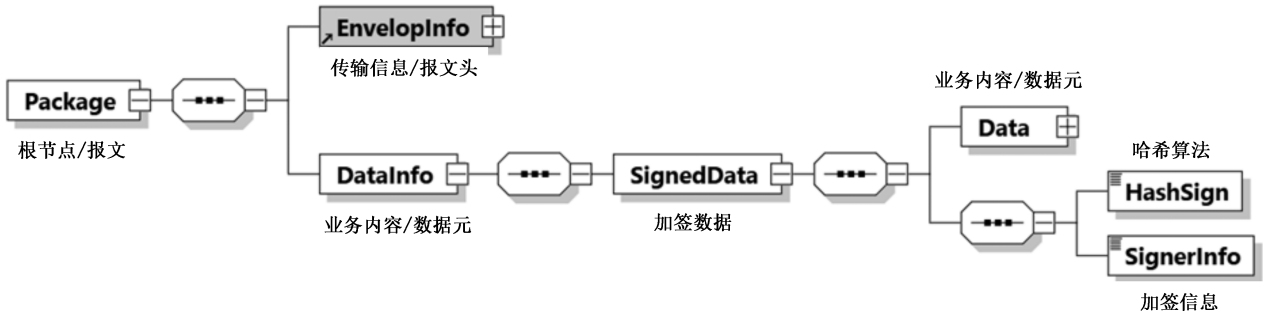 EnvelopInfo
传输信息/报文头
Package
根节点/报文
DataInfo
业务内容/数据元
SignedData
加签数据
业务内容/数据元
Data
哈希算法
HashSign
SignerInfo
加签信息